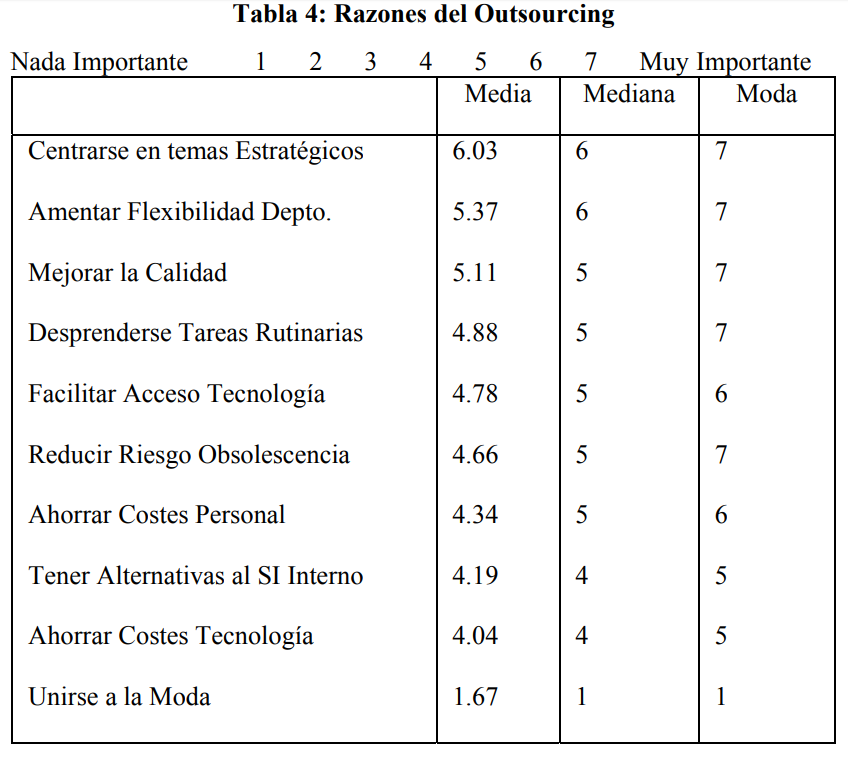 Tabla 4: Razones del Outsourcing
Nada Importante 1 2 3 4 5 6 7 Muy Importante
Media Mediana Moda
Centrarse en temas Estratégicos 6.03 6 7
Amentar Flexibilidad Depto. 5.37 6 7
Mejorar la Calidad 5.11 5 7
Desprenderse Tareas Rutinarias 4.88 5 7
Facilitar Acceso Tecnología 4.78 5 6
Reducir Riesgo Obsolescencia 4.66 5 7
Ahorrar Costes Personal 4.34 5 6
Tener Alternativas al SI Interno 4.19 4 5
Ahorrar Costes Tecnología 4.04 4 5
Unirse a la Moda 1.67 1 1